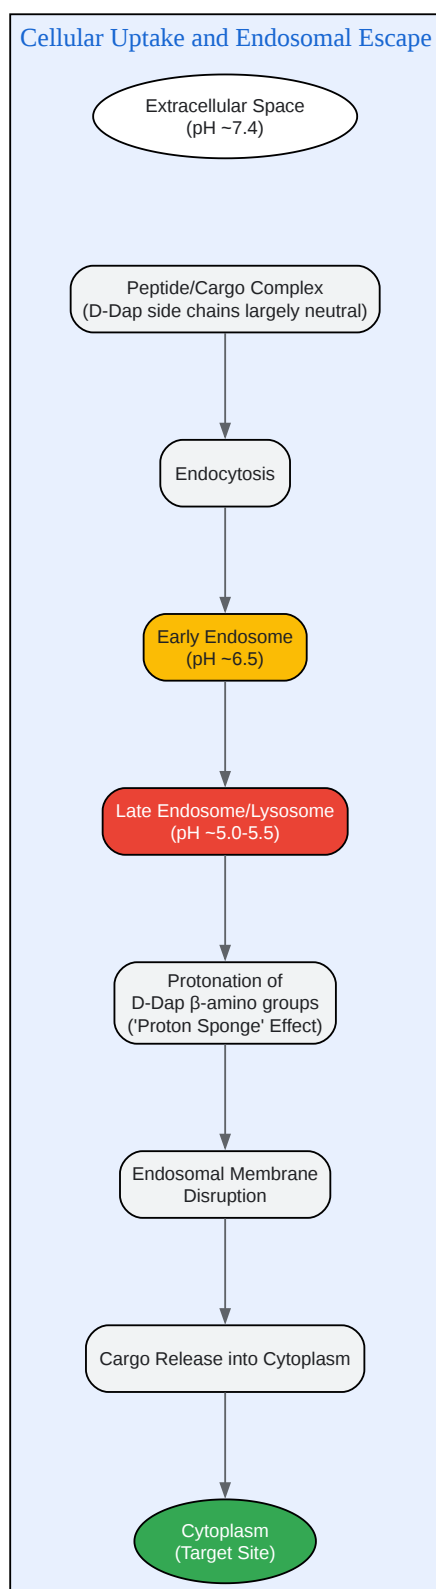 Cellular Uptake and Endosomal Escape
Extracellular Space
(pH ~7.4)
Peptide/Cargo Complex
(D-Dap side chains largely neutral)
Endocytosis
Early Endosome
(pH ~6.5)
Late Endosome/Lysosome
(pH ~5.0-5.5)
Protonation of
D-Dap β-amino groups
('Proton Sponge' Effect)
Endosomal Membrane
Disruption
Cargo Release into Cytoplasm
Cytoplasm
(Target Site)